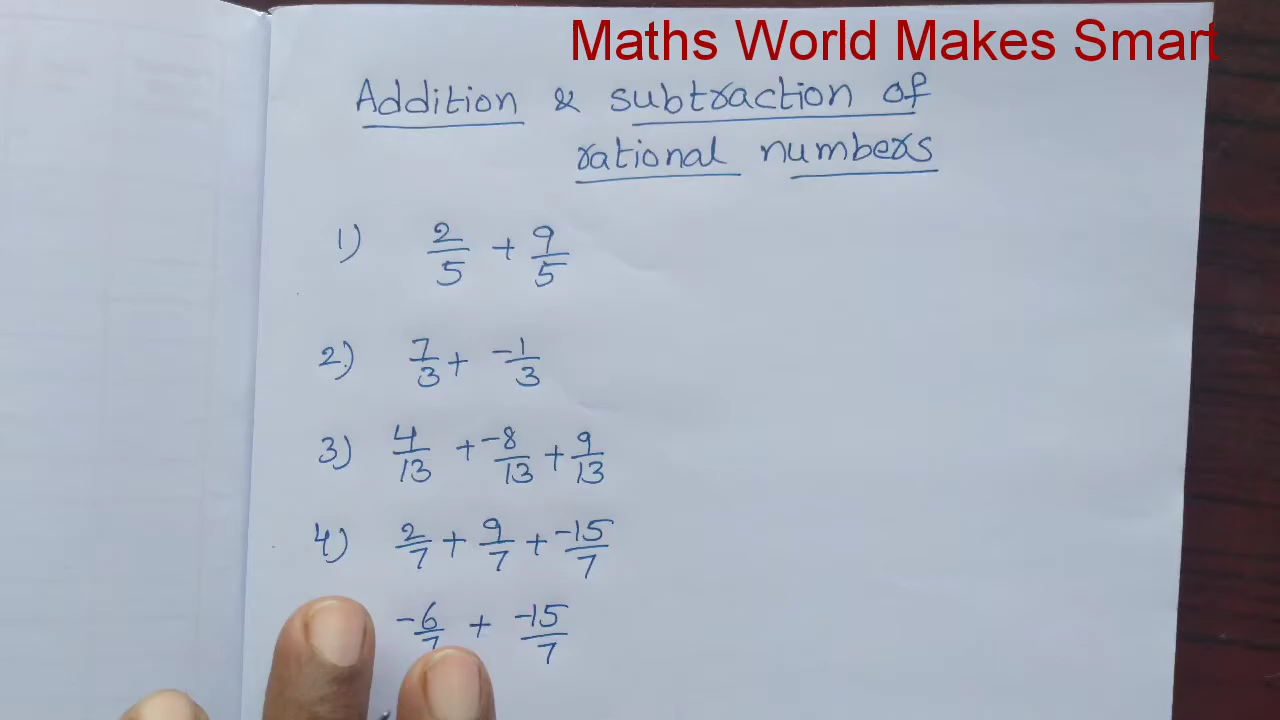 Maths World Makes Smart
Addition & subtraction of
rational numbers
1) 2/5 + 9/5
2) 7/3 + -1/3
3) 4/13 + -8/13 + 9/13
4) 2/7 + 9/7 + -15/7
-6/7 + -15/7